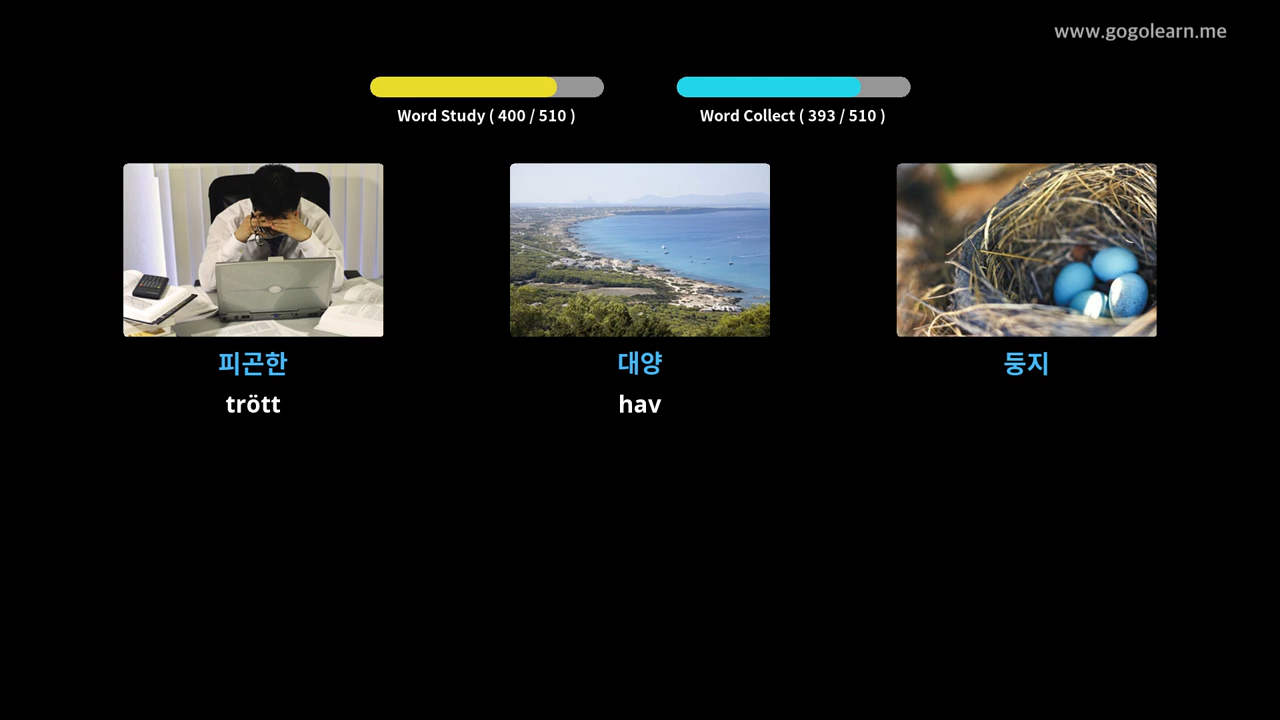 www.gogolearn.me
Word Study ( 400 / 510 )
Word Collect ( 393 / 510 )
피곤한
대양
둥지
trött
hav